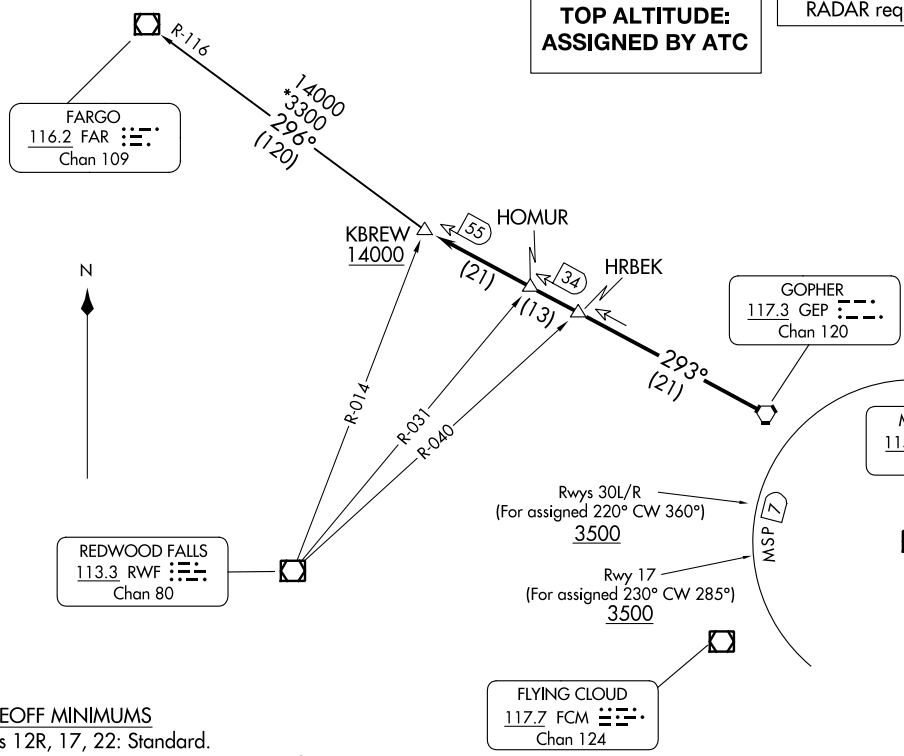 TOP ALTITUDE:
ASSIGNED BY ATC
RADAR req
R-116
FARGO
116.2 FAR
Chan 109
14000
*3300
296°
(120)
KBREW
14000
55
HOMUR
(21)
34
HRBEK
(13)
N
GOPHER
117.3 GEP
Chan 120
293°
(21)
R-014
R-031
R-040
M
11
Rwys 30L/R
(For assigned 220° CW 360°)
3500
MSP 7
REDWOOD FALLS
113.3 RWF
Chan 80
Rwy 17
(For assigned 230° CW 285°)
3500
FLYING CLOUD
117.7 FCM
Chan 124
EOFF MINIMUMS
s 12R, 17, 22: Standard.